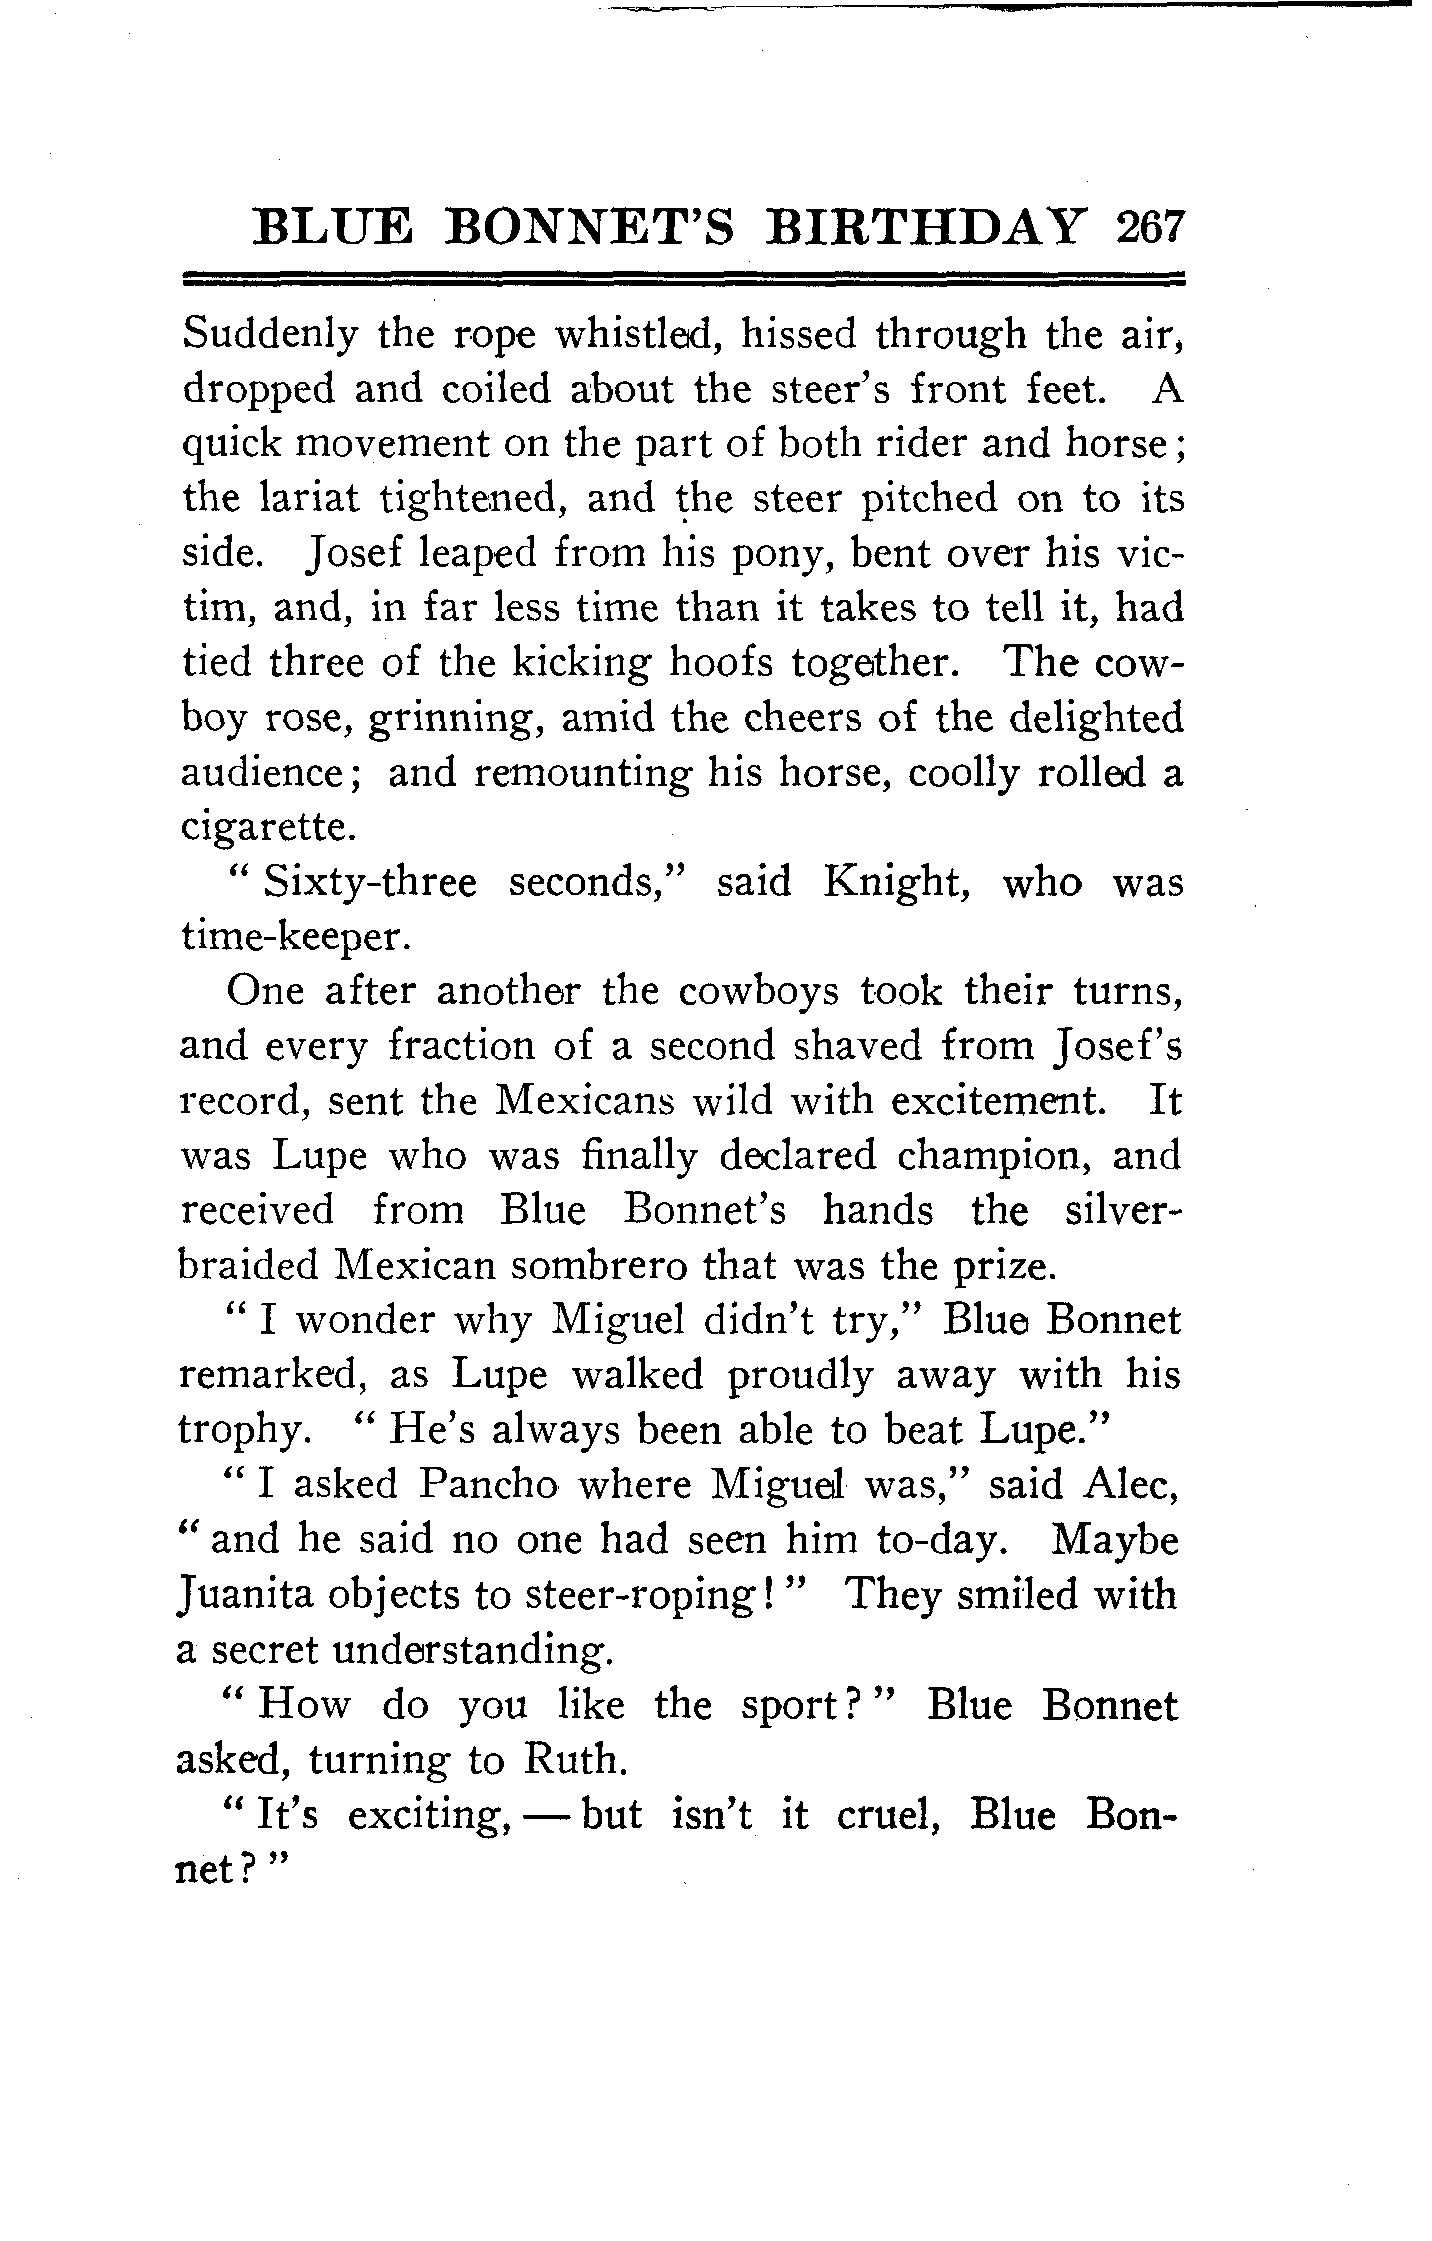 BLUE BONNET'S BIRTHDAY 267
Suddenly the rope whistled, hissed through the air,
dropped and coiled about the steer's front feet. A
quick movement on the part of both rider and horse;
the lariat tightened, and the steer pitched on to its
side. Josef leaped from his pony, bent over his vic-
tim, and, in far less time than it takes to tell it, had
tied three of the kicking hoofs together. The cow-
boy rose, grinning, amid the cheers of the delighted
audience; and remounting his horse, coolly rolled a
cigarette.
" Sixty-three seconds," said Knight, who was
time-keeper.
One after another the cowboys took their turns,
and every fraction of a second shaved from Josef's
record, sent the Mexicans wild with excitement. It
was Lupe who was finally declared champion, and
received from Blue Bonnet's hands the silver-
braided Mexican sombrero that was the prize.
" I wonder why Miguel didn't try," Blue Bonnet
remarked, as Lupe walked proudly away with his
trophy. " He's always been able to beat Lupe."
" I asked Pancho where Miguel was," said Alec,
" and he said no one had seen him to-day. Maybe
Juanita objects to steer-roping! " They smiled with
a secret understanding.
" How do you like the sport? " Blue Bonnet
asked, turning to Ruth.
" It's exciting, — but isn't it cruel, Blue Bon-
net? "